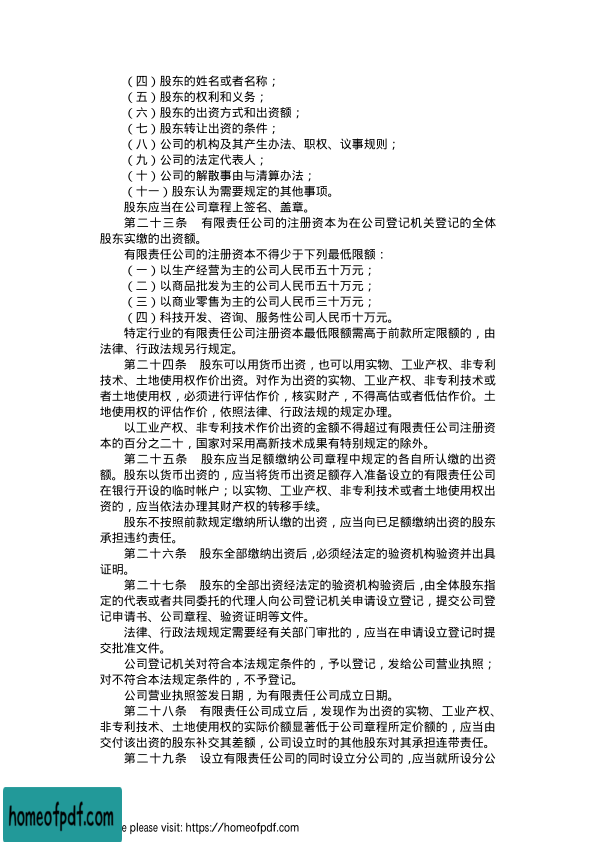 （四）股东的姓名或者名称；
（五）股东的权利和义务；
（六）股东的出资方式和出资额；
（七）股东转让出资的条件；
（八）公司的机构及其产生办法、职权、议事规则；
（九）公司的法定代表人；
（十）公司的解散事由与清算办法；
（十一）股东认为需要规定的其他事项。
股东应当在公司章程上签名、盖章。
第二十三条　有限责任公司的注册资本为在公司登记机关登记的全体
股东实缴的出资额。
有限责任公司的注册资本不得少于下列最低限额：
（一）以生产经营为主的公司人民币五十万元；
（二）以商品批发为主的公司人民币五十万元；
（三）以商业零售为主的公司人民币三十万元；
（四）科技开发、咨询、服务性公司人民币十万元。
特定行业的有限责任公司注册资本最低限额需高于前款所定限额的，由
法律、行政法规另行规定。
第二十四条　股东可以用货币出资，也可以用实物、工业产权、非专利
技术、土地使用权作价出资。对作为出资的实物、工业产权、非专利技术或
者土地使用权，必须进行评估作价，核实财产，不得高估或者低估作价。土
地使用权的评估作价，依照法律、行政法规的规定办理。
以工业产权、非专利技术作价出资的金额不得超过有限责任公司注册资
本的百分之二十，国家对采用高新技术成果有特别规定的除外。
第二十五条　股东应当足额缴纳公司章程中规定的各自所认缴的出资
额。股东以货币出资的，应当将货币出资足额存入准备设立的有限责任公司
在银行开设的临时帐户；以实物、工业产权、非专利技术或者土地使用权出
资的，应当依法办理其财产权的转移手续。
股东不按照前款规定缴纳所认缴的出资，应当向已足额缴纳出资的股东
承担违约责任。
第二十六条　股东全部缴纳出资后，必须经法定的验资机构验资并出具
证明。
第二十七条　股东的全部出资经法定的验资机构验资后，由全体股东指
定的代表或者共同委托的代理人向公司登记机关申请设立登记，提交公司登
记申请书、公司章程、验资证明等文件。
法律、行政法规规定需要经有关部门审批的，应当在申请设立登记时提
交批准文件。
公司登记机关对符合本法规定条件的，予以登记，发给公司营业执照；
对不符合本法规定条件的，不予登记。
公司营业执照签发日期，为有限责任公司成立日期。
第二十八条　有限责任公司成立后，发现作为出资的实物、工业产权、
非专利技术、土地使用权的实际价额显著低于公司章程所定价额的，应当由
交付该出资的股东补交其差额，公司设立时的其他股东对其承担连带责任。
第二十九条　设立有限责任公司的同时设立分公司的，应当就所设分公
homeofpdf.com
e please visit: https://homeofpdf.com